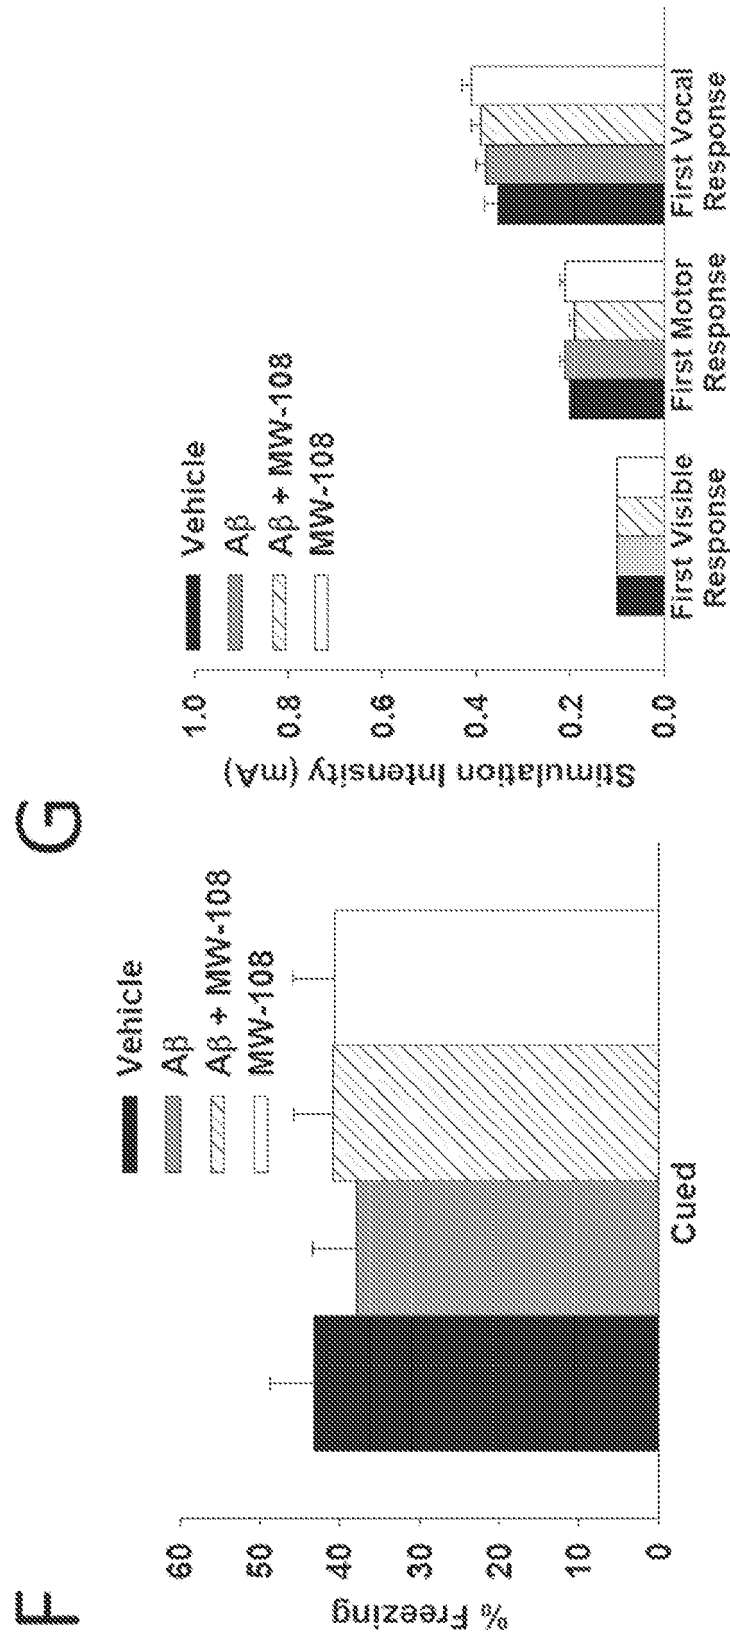 F
% Freezing
60
50
40
30
20
10
0
Vehicle
Aβ
Aβ + MW-108
MW-108
Cued
G
Stimulation Intensity (mA)
1.0
0.8
0.6
0.4
0.2
0.0
Vehicle
Aβ
Aβ + MW-108
MW-108
First Visible
Response
First Motor
Response
First Vocal
Response